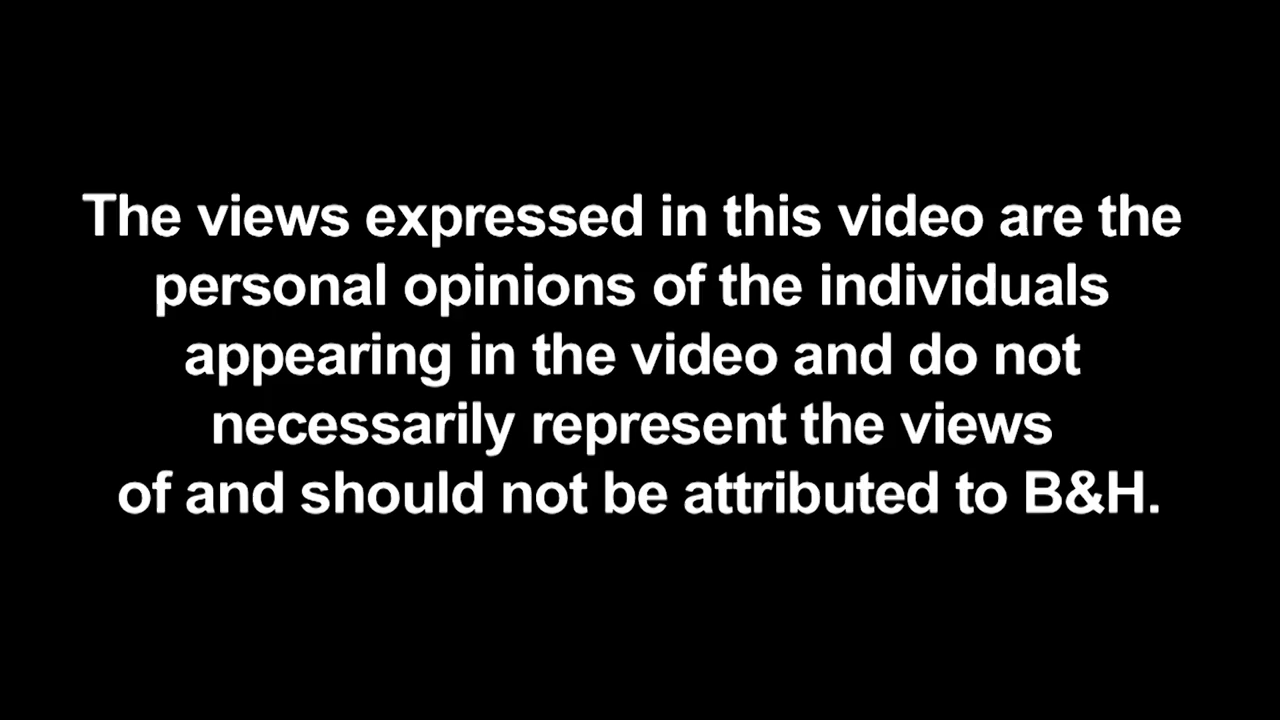 The views expressed in this video are the
personal opinions of the individuals
appearing in the video and do not
necessarily represent the views
of and should not be attributed to B&H.